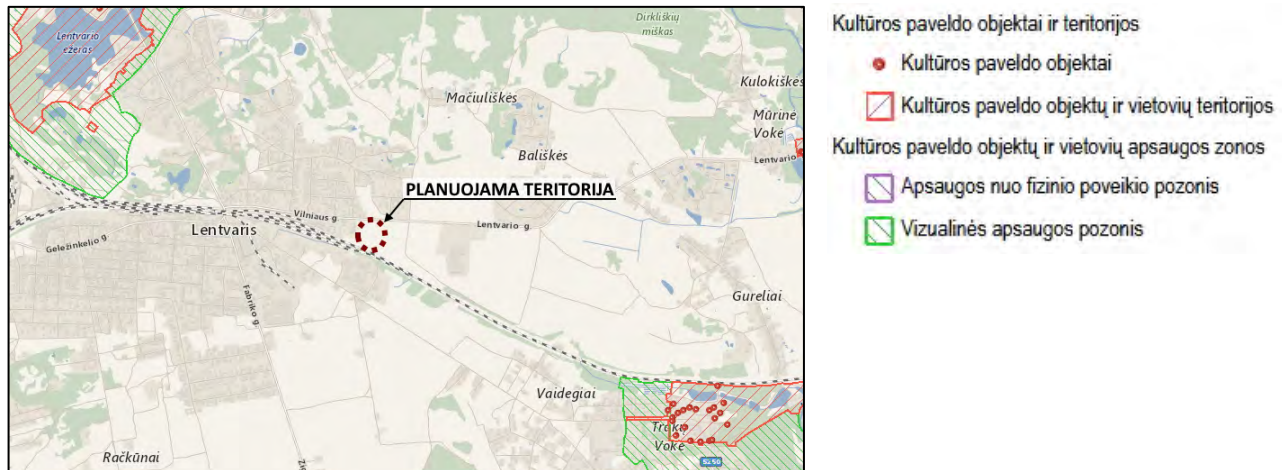 Lentvario
ežeras
Dirkliškių
miškas
Kulokiškės
Mačiuliškės
Mūrinė
Vokė
Lentvario
Bališkės
PLANUOJAMA TERITORIJA
Vilniaus g.
Lentvario g.
Lentvaris
Geležinkelio g.
Fabriko g.
Gureliai
Vaidegiai
Trakų
Vokė
Račkūnai
5250
Kultūros paveldo objektai ir teritorijos
Kultūros paveldo objektai
Kultūros paveldo objektų ir vietovių teritorijos
Kultūros paveldo objektų ir vietovių apsaugos zonos
Apsaugos nuo fizinio poveikio pozonis
Vizualinės apsaugos pozonis